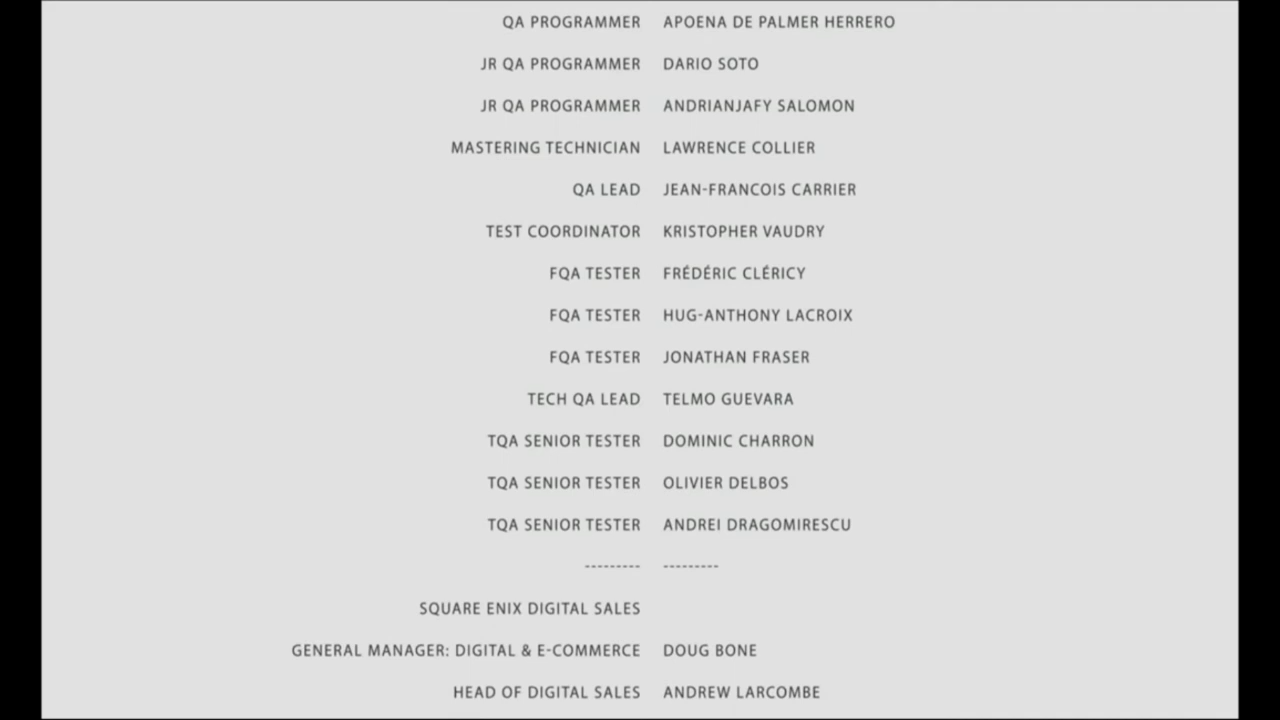 QA PROGRAMMER APOENA DE PALMER HERRERO
JR QA PROGRAMMER DARIO SOTO
JR QA PROGRAMMER ANDRIANJAFY SALOMON
MASTERING TECHNICIAN LAWRENCE COLLIER
QA LEAD JEAN-FRANCOIS CARRIER
TEST COORDINATOR KRISTOPHER VAUDRY
FQA TESTER FRÉDÉRIC CLÉRICY
FQA TESTER HUG-ANTHONY LACROIX
FQA TESTER JONATHAN FRASER
TECH QA LEAD TELMO GUEVARA
TQA SENIOR TESTER DOMINIC CHARRON
TQA SENIOR TESTER OLIVIER DELBOS
TQA SENIOR TESTER ANDREI DRAGOMIRESCU
--------- ---------
SQUARE ENIX DIGITAL SALES
GENERAL MANAGER: DIGITAL & E-COMMERCE DOUG BONE
HEAD OF DIGITAL SALES ANDREW LARCOMBE